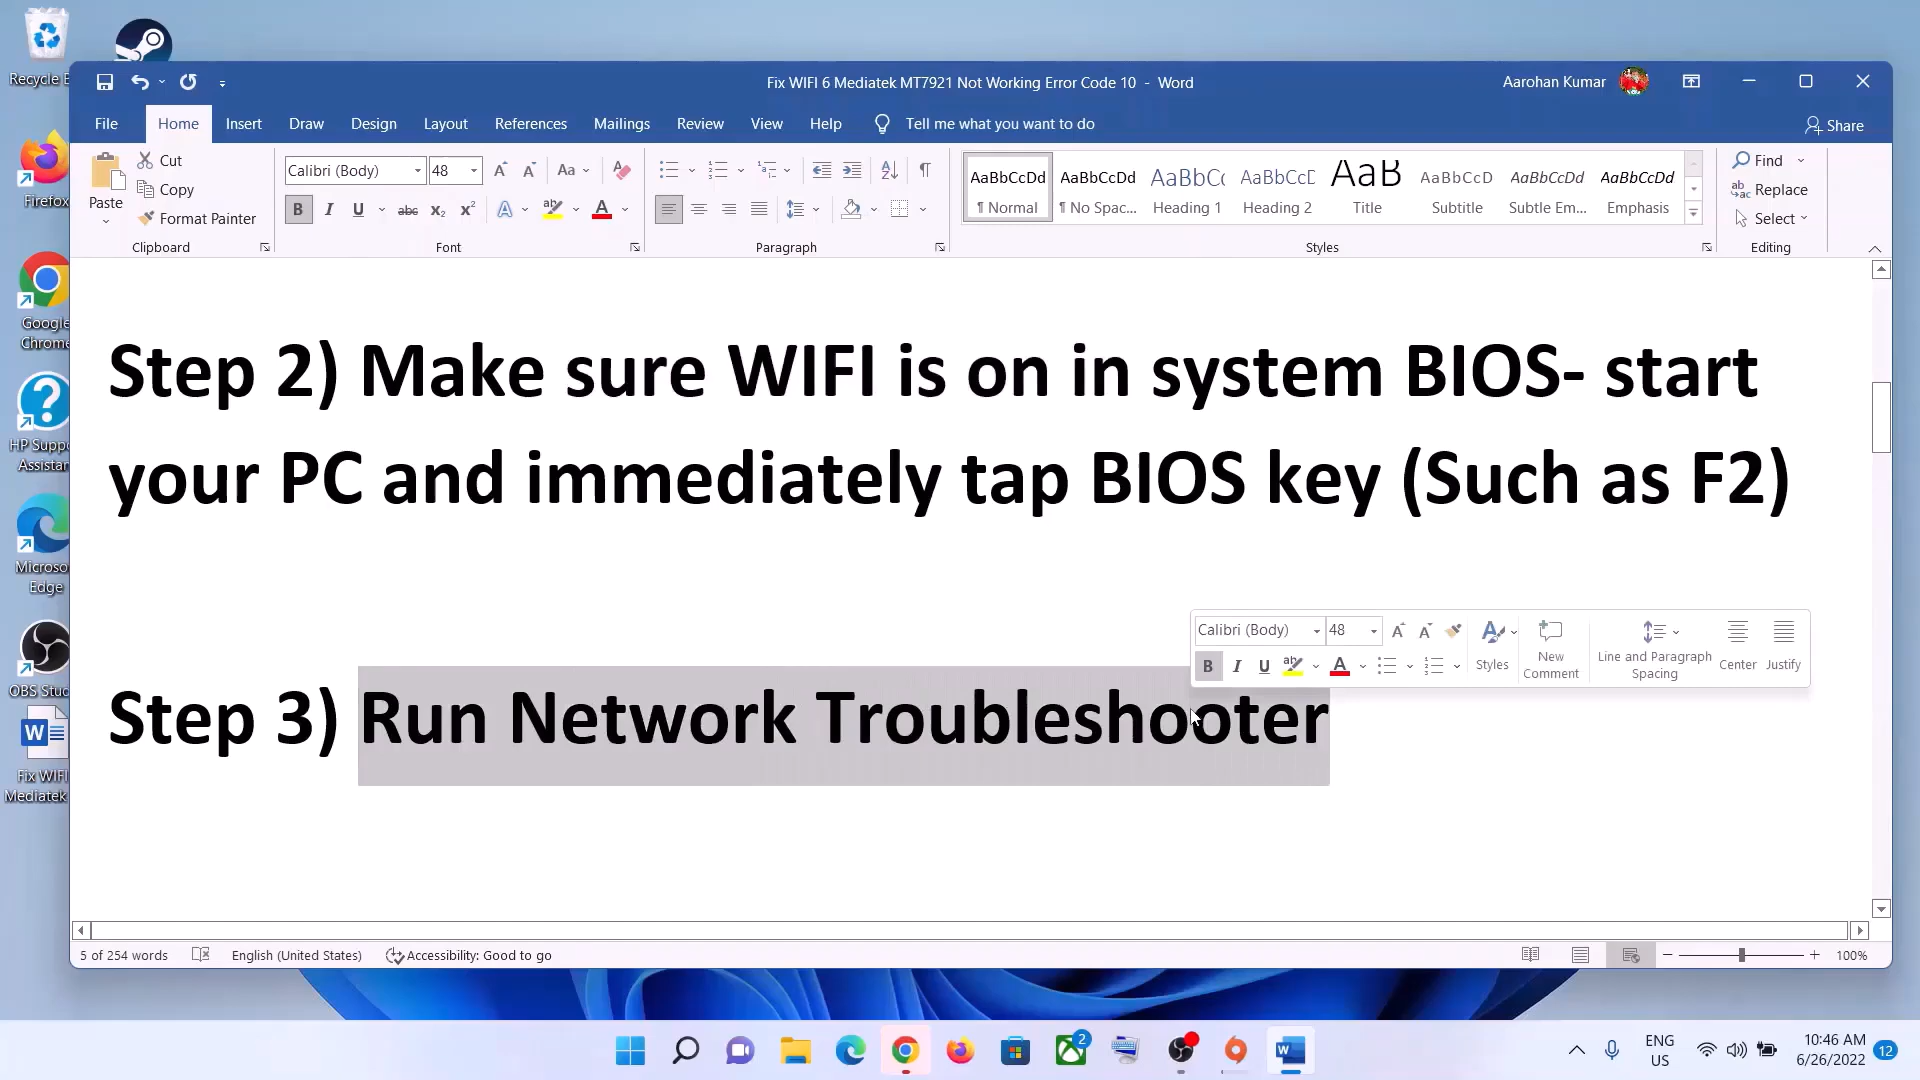 Recycle B
Fix WIFI 6 Mediatek MT7921 Not Working Error Code 10 - Word
Aarohan Kumar
File
Home
Insert
Draw
Design
Layout
References
Mailings
Review
View
Help
Tell me what you want to do
Share
Paste
Cut
Copy
Format Painter
Clipboard
Calibri (Body)
48
Font
Paragraph
AaBbCcDd
¶ Normal
AaBbCcDd
¶ No Spac...
AaBbC
Heading 1
AaBbCcD
Heading 2
AaB
Title
AaBbCcD
Subtitle
AaBbCcDd
Subtle Em...
AaBbCcDd
Emphasis
Styles
Find
Replace
Select
Editing
Firefox
Google
Chrome
HP Supp
Assistan
Microso
Edge
OBS Stud
Fix WIFI
Mediatek
Step 2) Make sure WIFI is on in system BIOS- start
your PC and immediately tap BIOS key (Such as F2)
Calibri (Body)
48
Styles
New
Comment
Line and Paragraph
Spacing
Center
Justify
Step 3) Run Network Troubleshooter
5 of 254 words
English (United States)
Accessibility: Good to go
100%
2
ENG
US
10:46 AM
6/26/2022
12